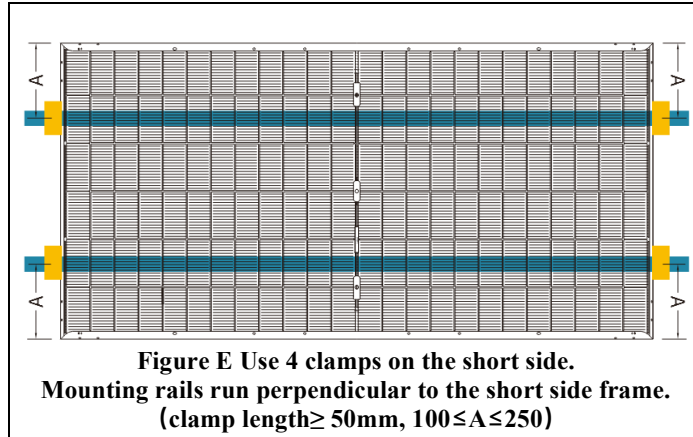 A
A
A
A
Figure E Use 4 clamps on the short side.
Mounting rails run perpendicular to the short side frame.
(clamp length≥ 50mm, 100≤A≤250)